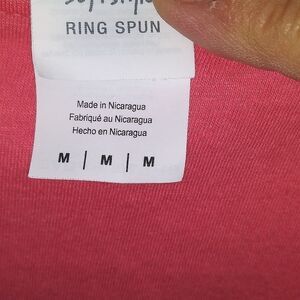 RING SPUN
Made in Nicaragua
Fabriqué au Nicaragua
Hecho en Nicaragua
M | M | M